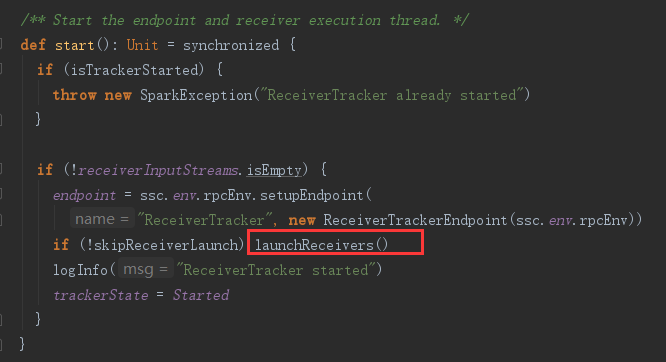 /** Start the endpoint and receiver execution thread. */
def start(): Unit = synchronized {
if (isTrackerStarted) {
throw new SparkException("ReceiverTracker already started")
}
if (!receiverInputStreams.isEmpty) {
endpoint = ssc.env.rpcEnv.setupEndpoint(
name = "ReceiverTracker", new ReceiverTrackerEndpoint(ssc.env.rpcEnv))
if (!skipReceiverLaunch) launchReceivers()
logInfo( msg = "ReceiverTracker started")
trackerState = Started
}
}